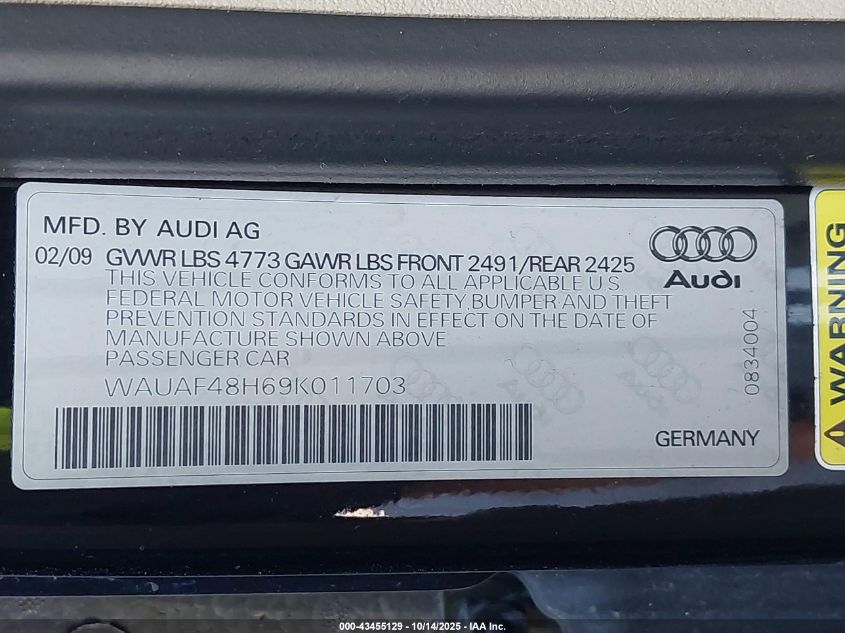 MFD. BY AUDI AG
02/09 GVWR LBS 4773 GAWR LBS FRONT 2491/REAR 2425
THIS VEHICLE CONFORMS TO ALL APPLICABLE U S
FEDERAL MOTOR VEHICLE SAFETY, BUMPER AND THEFT
PREVENTION STANDARDS IN EFFECT ON THE DATE OF
MANUFACTURE SHOWN ABOVE
PASSENGER CAR
WAUAF48H69K011703
Audi
0834004
GERMANY
WARNING
000-43455129 - 10/14/2025 - IAA Inc.